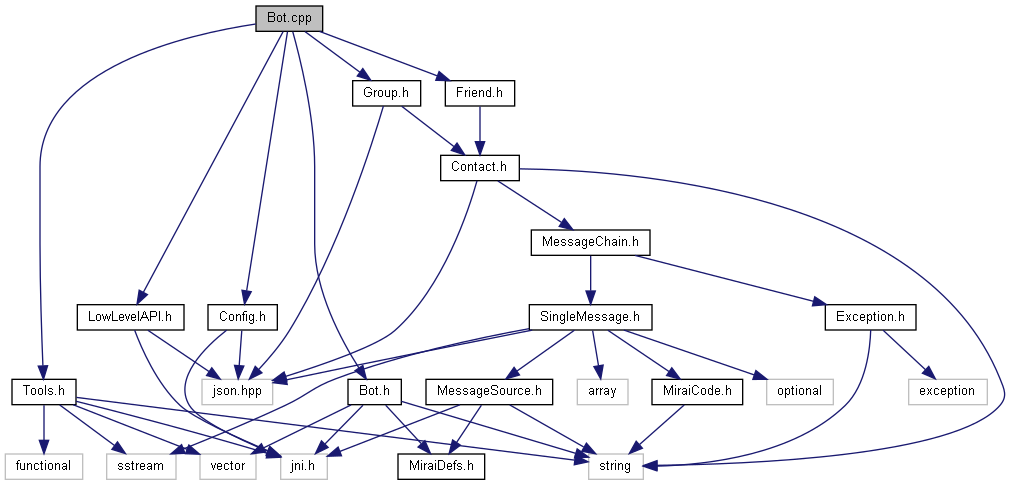 Bot.cpp
Group.h
Friend.h
Contact.h
MessageChain.h
LowLevelAPI.h
Config.h
SingleMessage.h
Exception.h
Tools.h
json.hpp
Bot.h
MessageSource.h
array
MiraiCode.h
optional
exception
functional
sstream
vector
jni.h
MiraiDefs.h
string